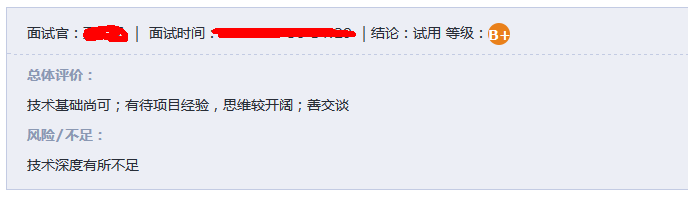 面试官： | 面试时间： |结论：试用 等级：B+
总体评价：
技术基础尚可；有待项目经验，思维较开阔；善交谈
风险/不足：
技术深度有所不足